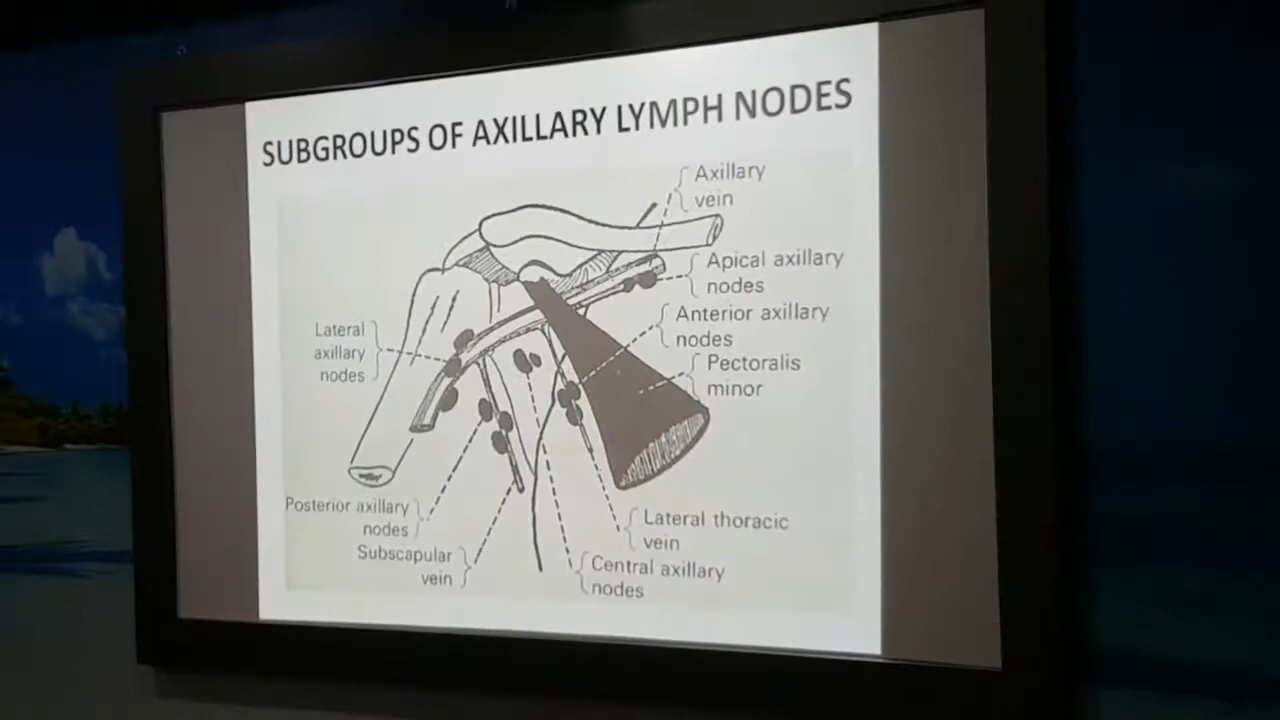 SUBGROUPS OF AXILLARY LYMPH NODES
Axillary
vein
Apical axillary
nodes
Anterior axillary
nodes
Pectoralis
minor
Lateral
axillary
nodes
Posterior axillary
nodes
Subscapular
vein
Lateral thoracic
vein
Central axillary
nodes